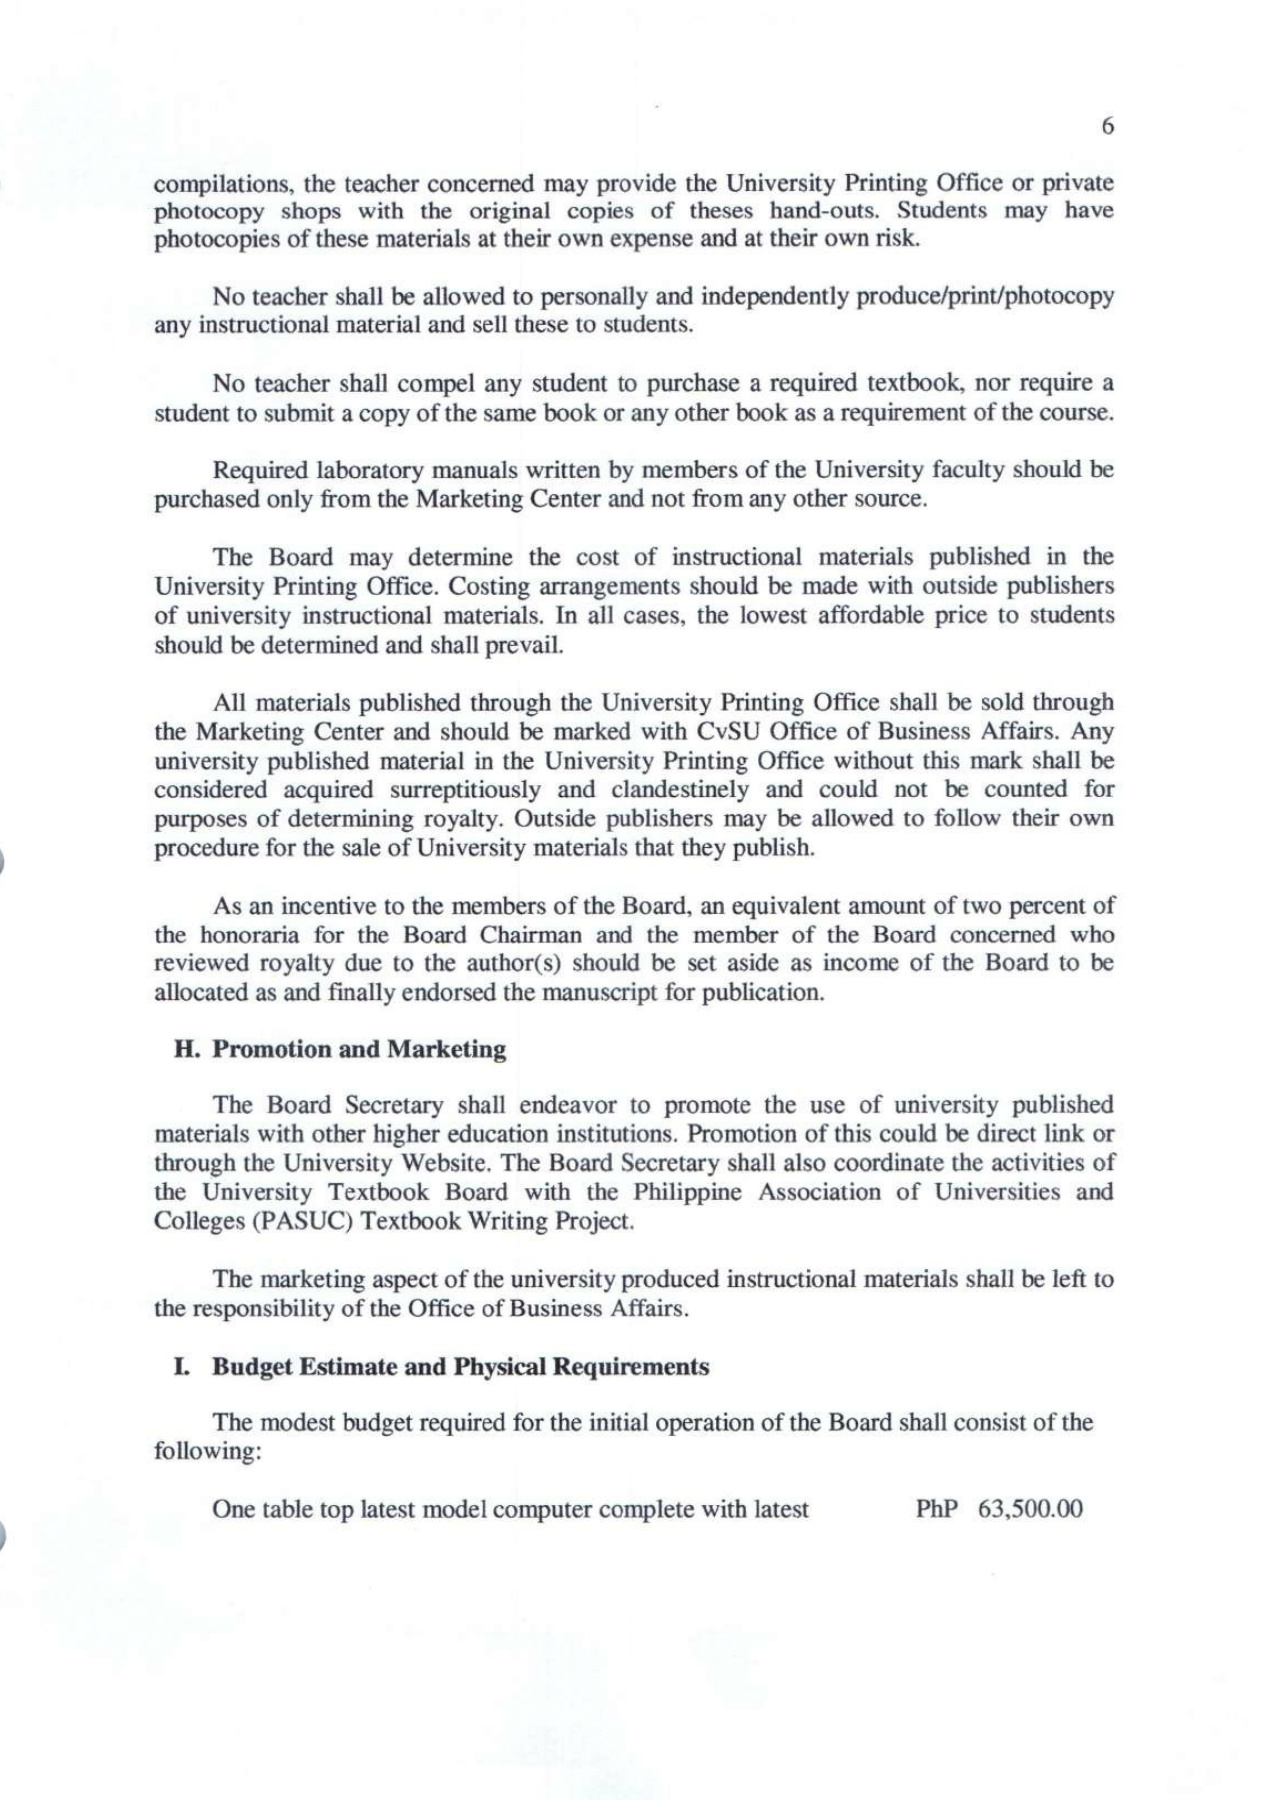 6
compilations, the teacher concerned may provide the University Printing Office or private
photocopy shops with the original copies of theses hand-outs. Students may have
photocopies of these materials at their own expense and at their own risk.
No teacher shall be allowed to personally and independently produce/print/photocopy
any instructional material and sell these to students.
No teacher shall compel any student to purchase a required textbook, nor require a
student to submit a copy of the same book or any other book as a requirement of the course.
Required laboratory manuals written by members of the University faculty should be
purchased only from the Marketing Center and not from any other source.
The Board may determine the cost of instructional materials published in the
University Printing Office. Costing arrangements should be made with outside publishers
of university instructional materials. In all cases, the lowest affordable price to students
should be determined and shall prevail.
All materials published through the University Printing Office shall be sold through
the Marketing Center and should be marked with CvSU Office of Business Affairs. Any
university published material in the University Printing Office without this mark shall be
considered acquired surreptitiously and clandestinely and could not be counted for
purposes of determining royalty. Outside publishers may be allowed to follow their own
procedure for the sale of University materials that they publish.
As an incentive to the members of the Board, an equivalent amount of two percent of
the honoraria for the Board Chairman and the member of the Board concerned who
reviewed royalty due to the author(s) should be set aside as income of the Board to be
allocated as and finally endorsed the manuscript for publication.
H. Promotion and Marketing
The Board Secretary shall endeavor to promote the use of university published
materials with other higher education institutions. Promotion of this could be direct link or
through the University Website. The Board Secretary shall also coordinate the activities of
the University Textbook Board with the Philippine Association of Universities and
Colleges (PASUC) Textbook Writing Project.
The marketing aspect of the university produced instructional materials shall be left to
the responsibility of the Office of Business Affairs.
I. Budget Estimate and Physical Requirements
The modest budget required for the initial operation of the Board shall consist of the
following:
One table top latest model computer complete with latest PhP 63,500.00